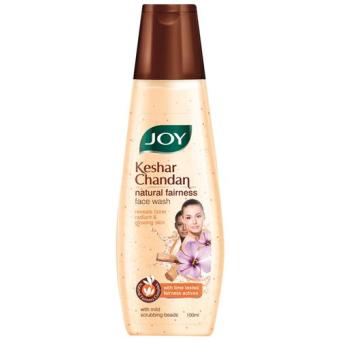 JOY
Keshar
Chandan
natural fairness
face wash
reveals fairer
radiant &
glowing skin
with time tested
fairness actives
with mild
scrubbing beads
100ml